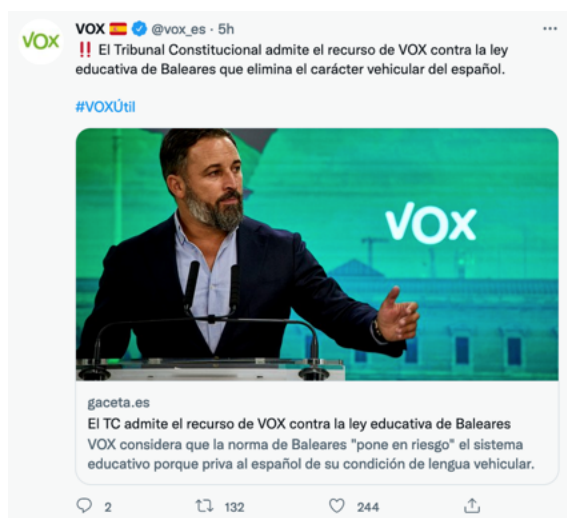 VOX
VOX 🇪🇸 @vox_es · 5h
‼️ El Tribunal Constitucional admite el recurso de VOX contra la ley
educativa de Baleares que elimina el carácter vehicular del español.
#VOXÚtil
VOX
gaceta.es
El TC admite el recurso de VOX contra la ley educativa de Baleares
VOX considera que la norma de Baleares "pone en riesgo" el sistema
educativo porque priva al español de su condición de lengua vehicular.
2 132 244